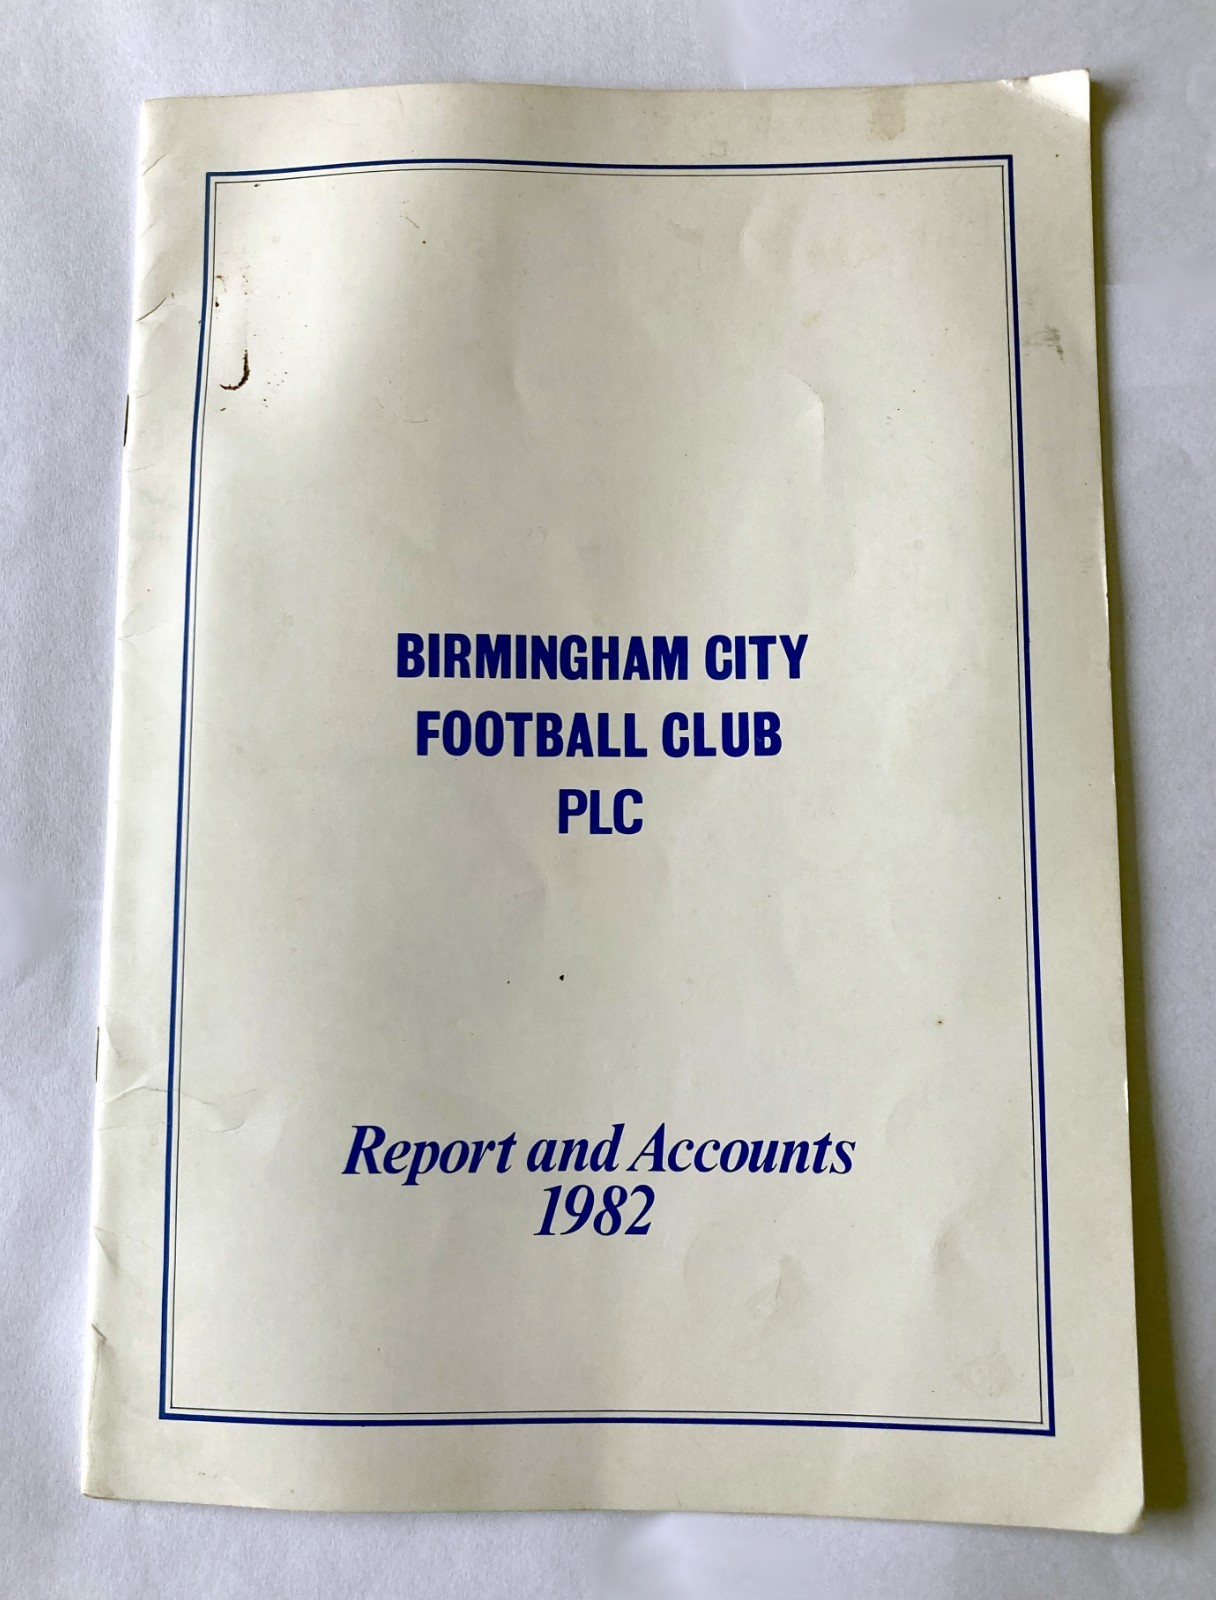 BIRMINGHAM CITY
FOOTBALL CLUB
PLC
Report and Accounts
1982